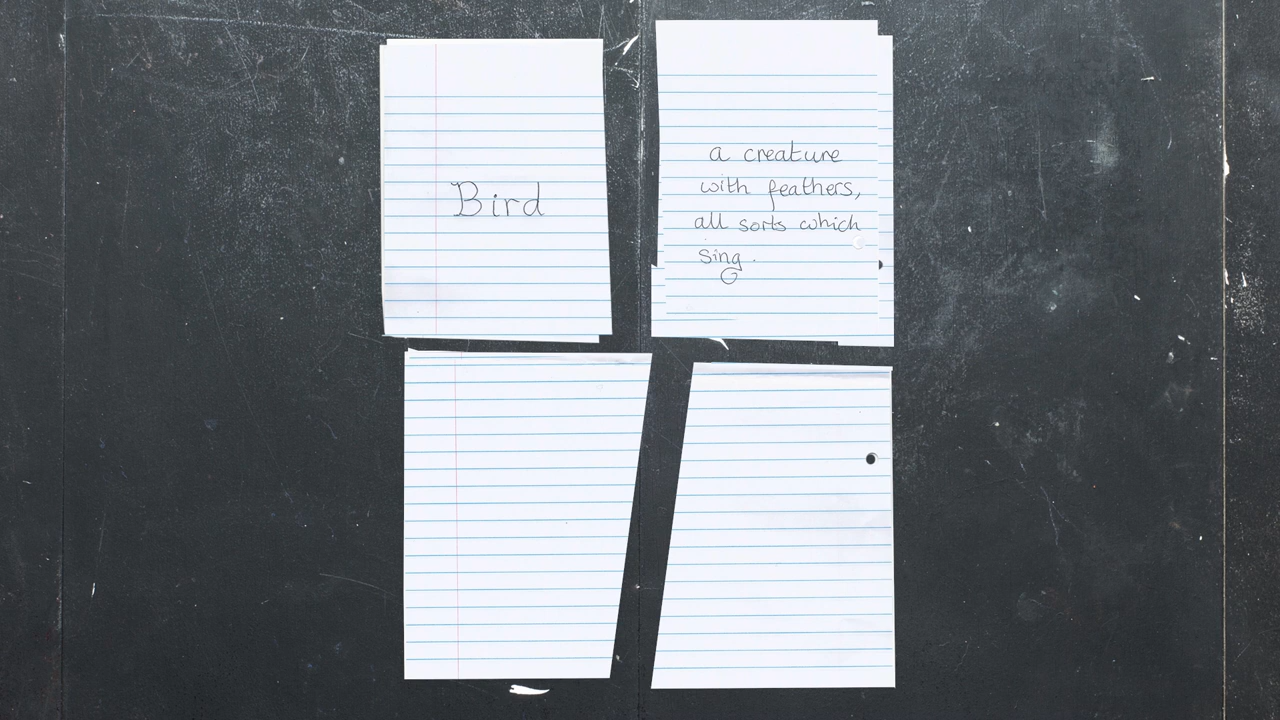 Bird
a creature
with feathers,
all sorts which
sing.